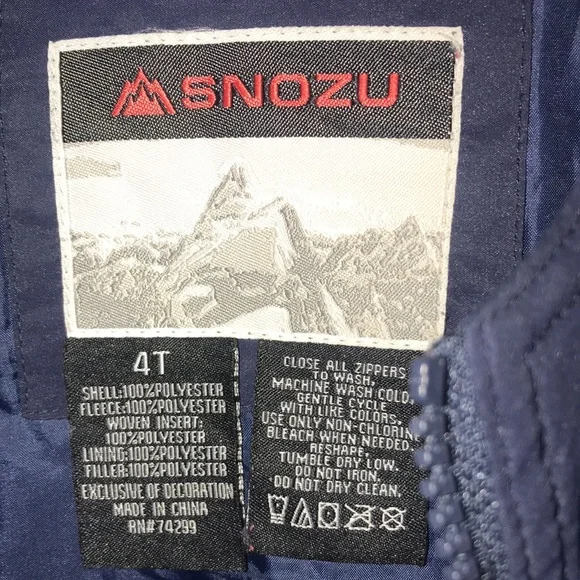 SNOZU
4T
SHELL:100%POLYESTER
FLEECE:100%POLYESTER
WOVEN INSERT:
100%POLYESTER
LINING:100%POLYESTER
FILLER:100%POLYESTER
EXCLUSIVE OF DECORATION
MADE IN CHINA
RN#74299
CLOSE ALL ZIPPERS
TO WASH,
MACHINE WASH COLD,
GENTLE CYCLE
WITH LIKE COLORS.
USE ONLY NON-CHLORINE
BLEACH WHEN NEEDED.
RESHAPE,
TUMBLE DRY LOW.
DO NOT IRON.
DO NOT DRY CLEAN.